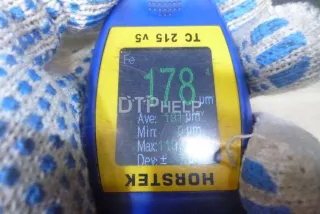 TC 215 v5
Fe
178 μm
DTPHELP
Ave:
Min:
Max:
Dev: ±
HORSTEK